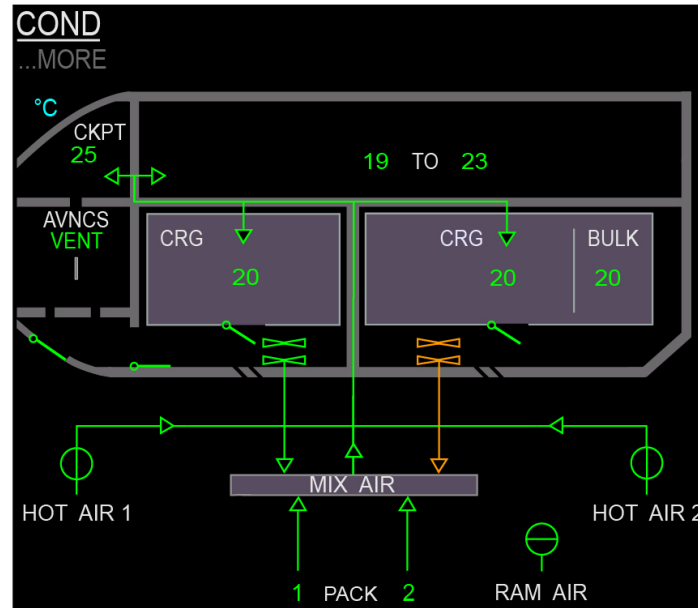 COND
...MORE
°C
CKPT
25
19 TO 23
AVNCS
VENT
CRG
20
CRG
20
BULK
20
MIX AIR
HOT AIR 1
HOT AIR 2
1 PACK 2
RAM AIR